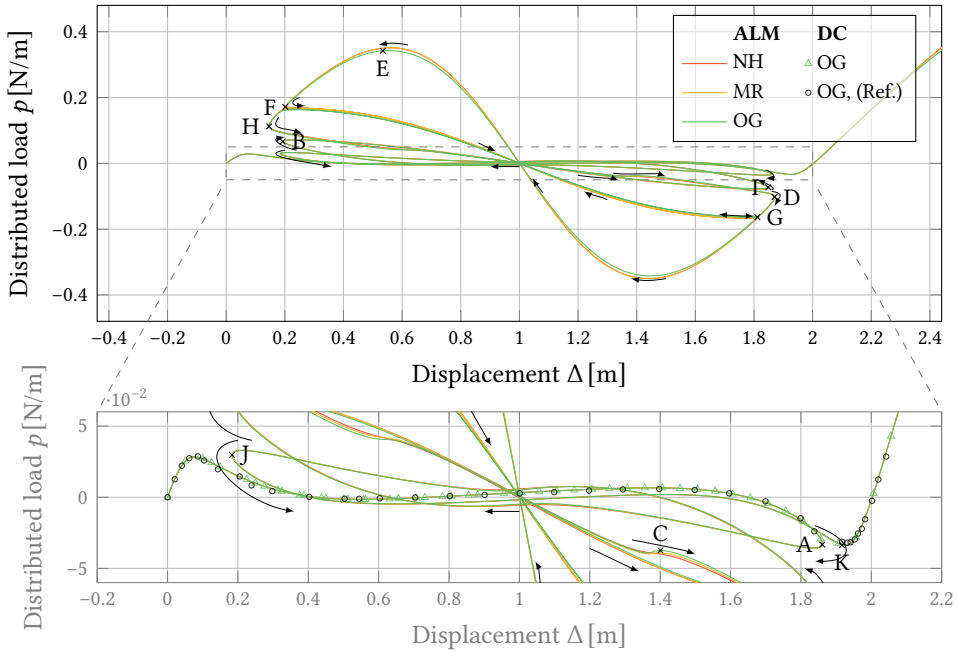 0.4
0.2
0
−0.2
−0.4
Distributed load p [N/m]
E
F
H
B
I
D
G
ALM DC
NH OG
MR OG, (Ref.)
OG
−0.4 −0.2 0 0.2 0.4 0.6 0.8 1 1.2 1.4 1.6 1.8 2 2.2 2.4
Displacement Δ [m]
·10⁻²
5
0
−5
Distributed load p [N/m]
J
C
A
K
−0.2 0 0.2 0.4 0.6 0.8 1 1.2 1.4 1.6 1.8 2 2.2
Displacement Δ [m]